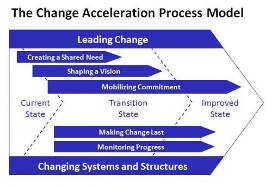 The Change Acceleration Process Model
Leading Change
Creating a Shared Need
Shaping a Vision
Mobilizing Commitment
Current
State
Transition
State
Improved
State
Making Change Last
Monitoring Progress
Changing Systems and Structures